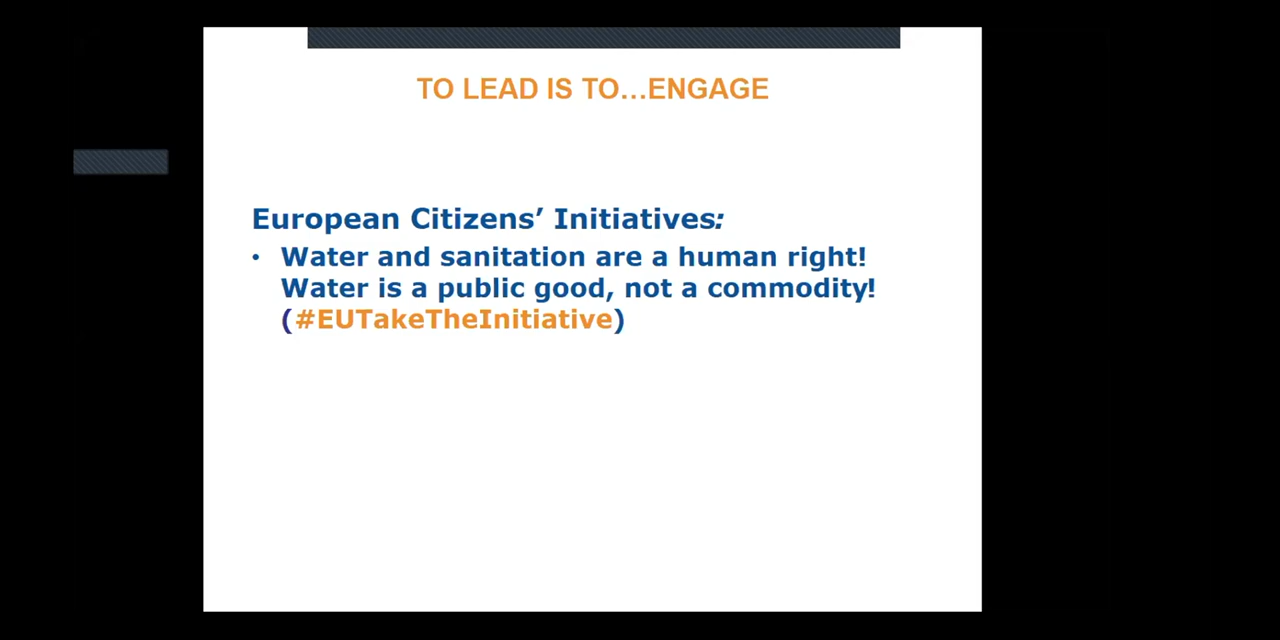 TO LEAD IS TO...ENGAGE
European Citizens’ Initiatives:
• Water and sanitation are a human right!
Water is a public good, not a commodity!
(#EUTakeTheInitiative)